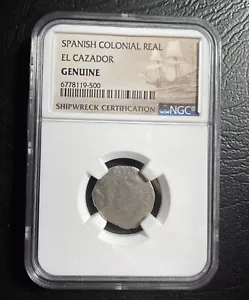 SPANISH COLONIAL REAL
EL CAZADOR
GENUINE
6778119-500
SHIPWRECK CERTIFICATION
NGC